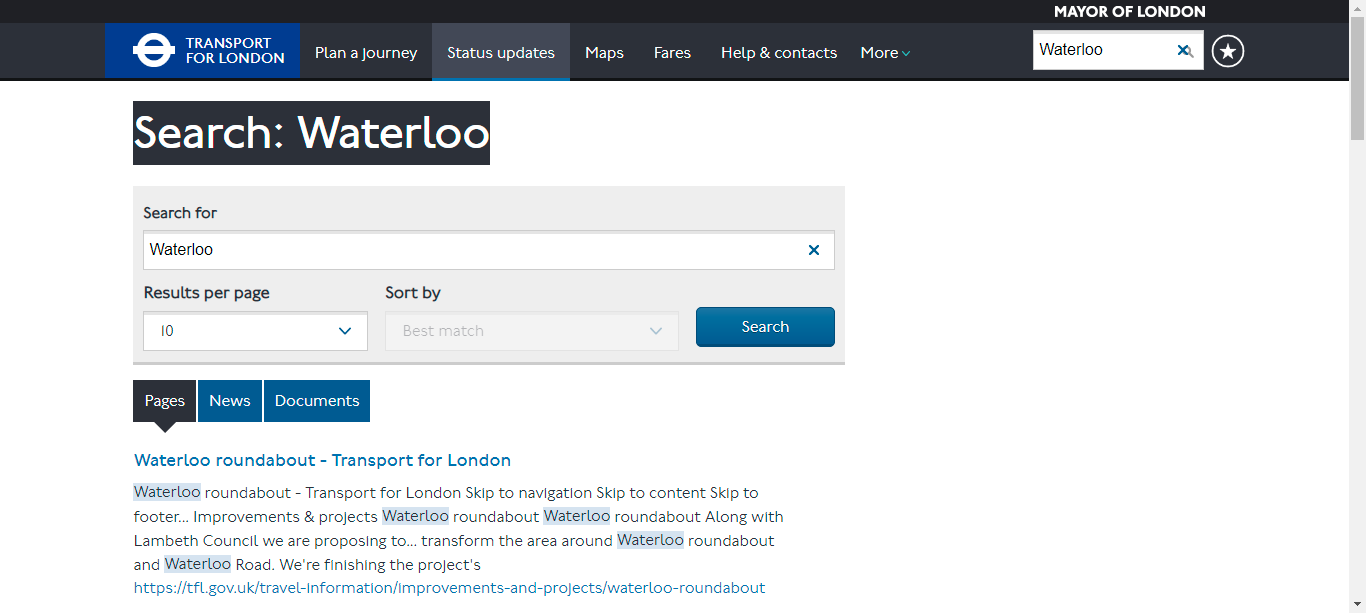 MAYOR OF LONDON
TRANSPORT
FOR LONDON
Plan a journey
Status updates
Maps
Fares
Help & contacts
More
Waterloo
Search: Waterloo
Search for
Waterloo
Results per page
Sort by
10
Best match
Search
Pages
News
Documents
Waterloo roundabout - Transport for London
Waterloo roundabout - Transport for London Skip to navigation Skip to content Skip to
footer... Improvements & projects Waterloo roundabout Waterloo roundabout Along with
Lambeth Council we are proposing to... transform the area around Waterloo roundabout
and Waterloo Road. We're finishing the project's
https://tfl.gov.uk/travel-information/improvements-and-projects/waterloo-roundabout